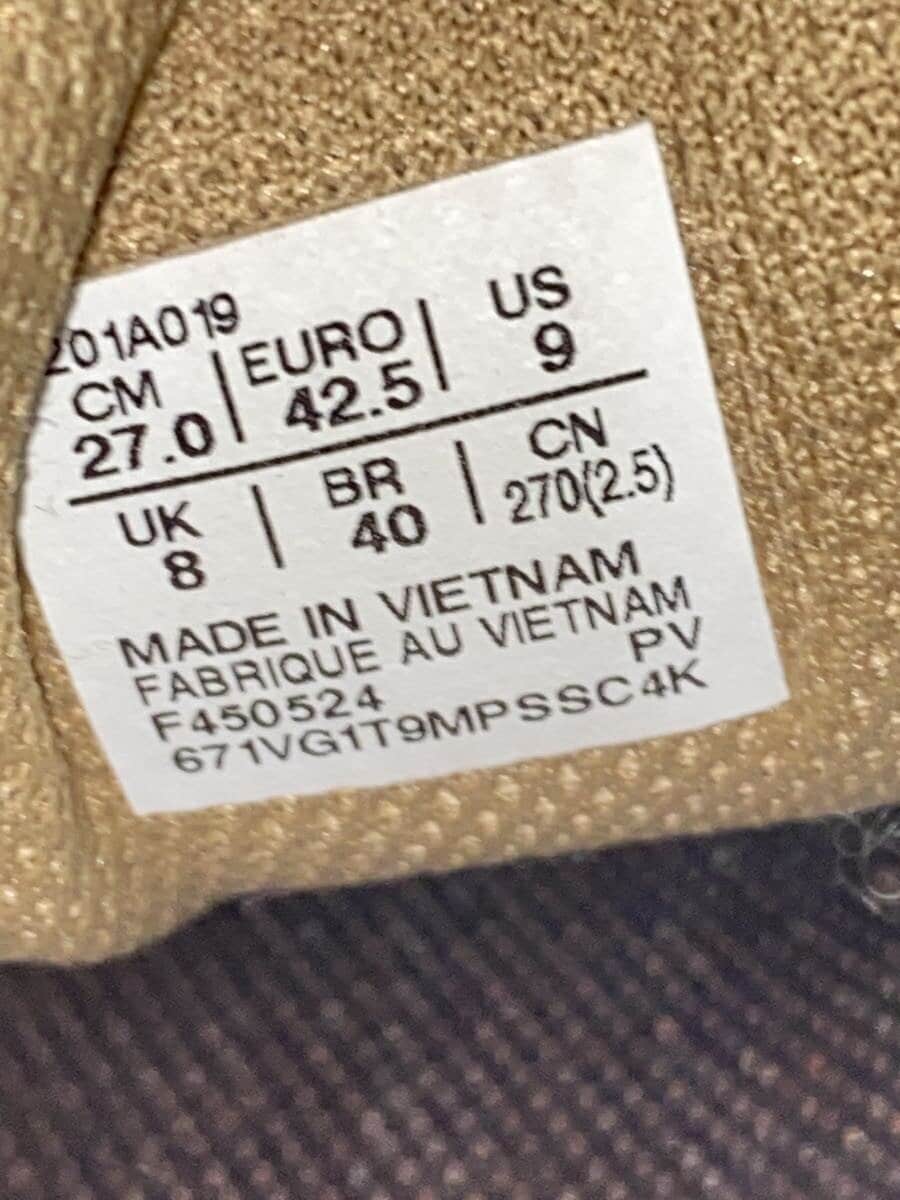 201A019
CM | EURO | US
27.0 | 42.5 | 9
UK | BR | CN
8 | 40 | 270(2.5)
MADE IN VIETNAM
FABRIQUE AU VIETNAM
F450524 PV
671VG1T9MPSSC4K